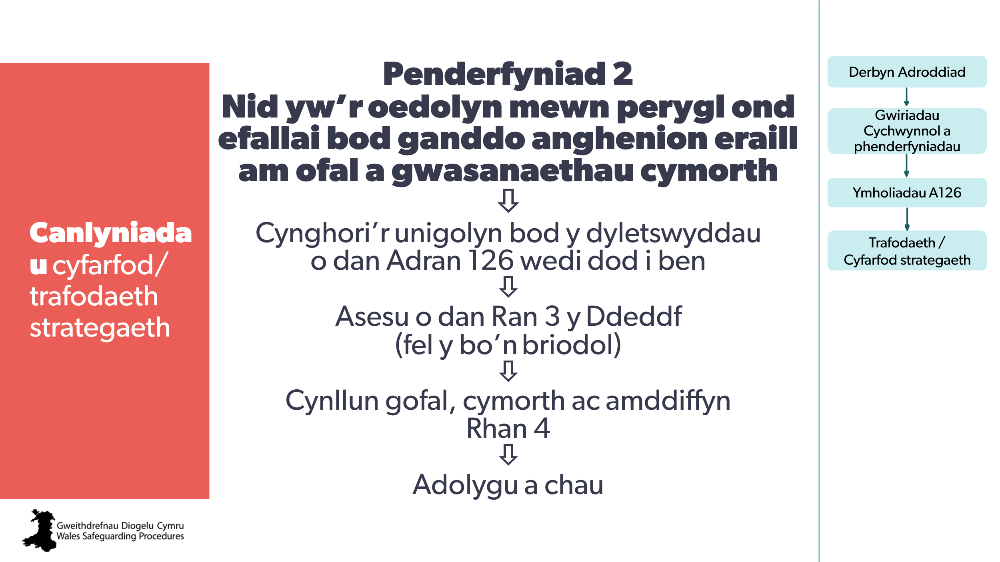 Canlyniada
u cyfarfod/
trafodaeth
strategaeth
Penderfyniad 2
Nid yw‘r oedolyn mewn perygl ond
efallai bod ganddo anghenion eraill
am ofal a gwasanaethau cymorth
Cynghori’r unigolyn bod y dyletswyddau
o dan Adran 126 wedi dod i ben
Asesu o dan Ran 3 y Ddeddf
(fel y bo’n briodol)
Cynllun gofal, cymorth ac amddiffyn
Rhan 4
Adolygu a chau
Derbyn Adroddiad
Gwiriadau
Cychwynnol a
phenderfyniadau
Ymholiadau A126
Trafodaeth /
Cyfarfod strategaeth
Gweithdrefnau Diogelu Cymru
Wales Safeguarding Procedures